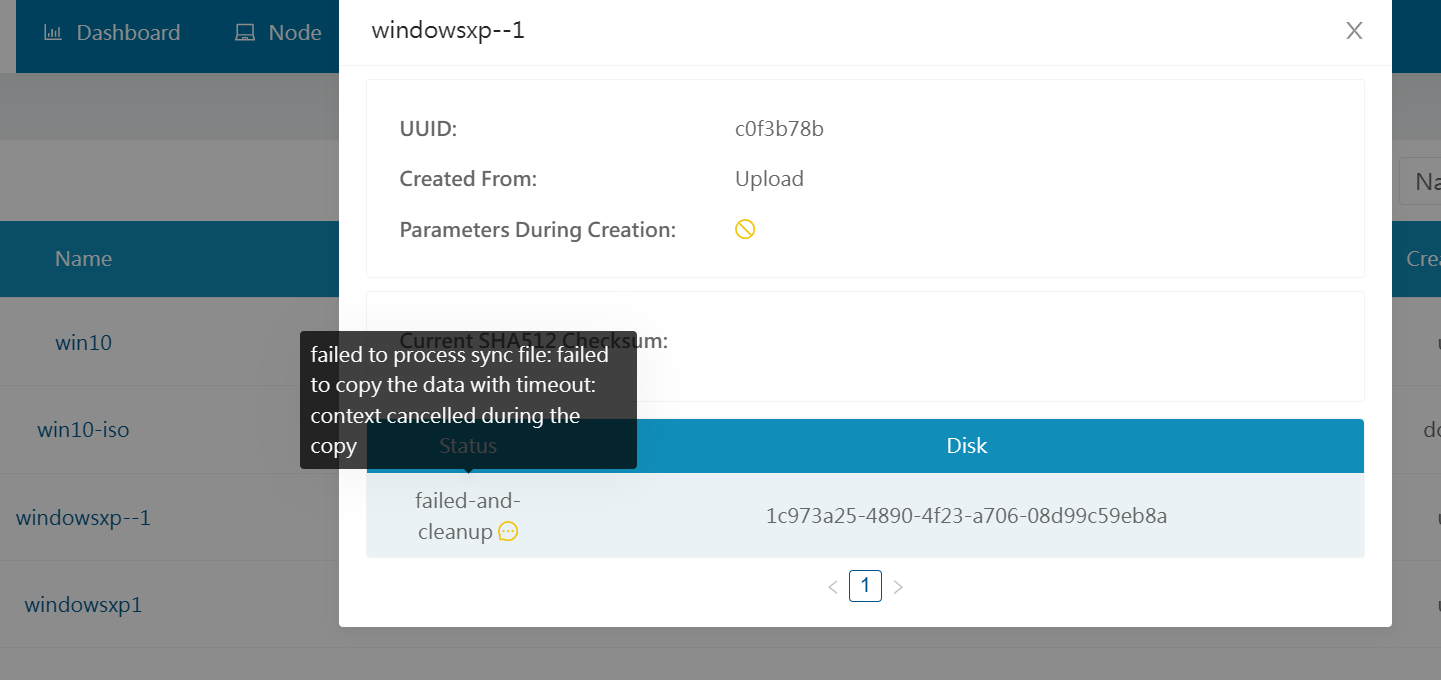 Dashboard
Node
windowsxp--1
UUID:
c0f3b78b
Created From:
Upload
Parameters During Creation:
Name
win10
win10-iso
windowsxp--1
windowsxp1
Current SHA512 Checksum:
failed to process sync file: failed
to copy the data with timeout:
context cancelled during the
copy
Status
Disk
failed-and-
cleanup
1c973a25-4890-4f23-a706-08d99c59eb8a
1